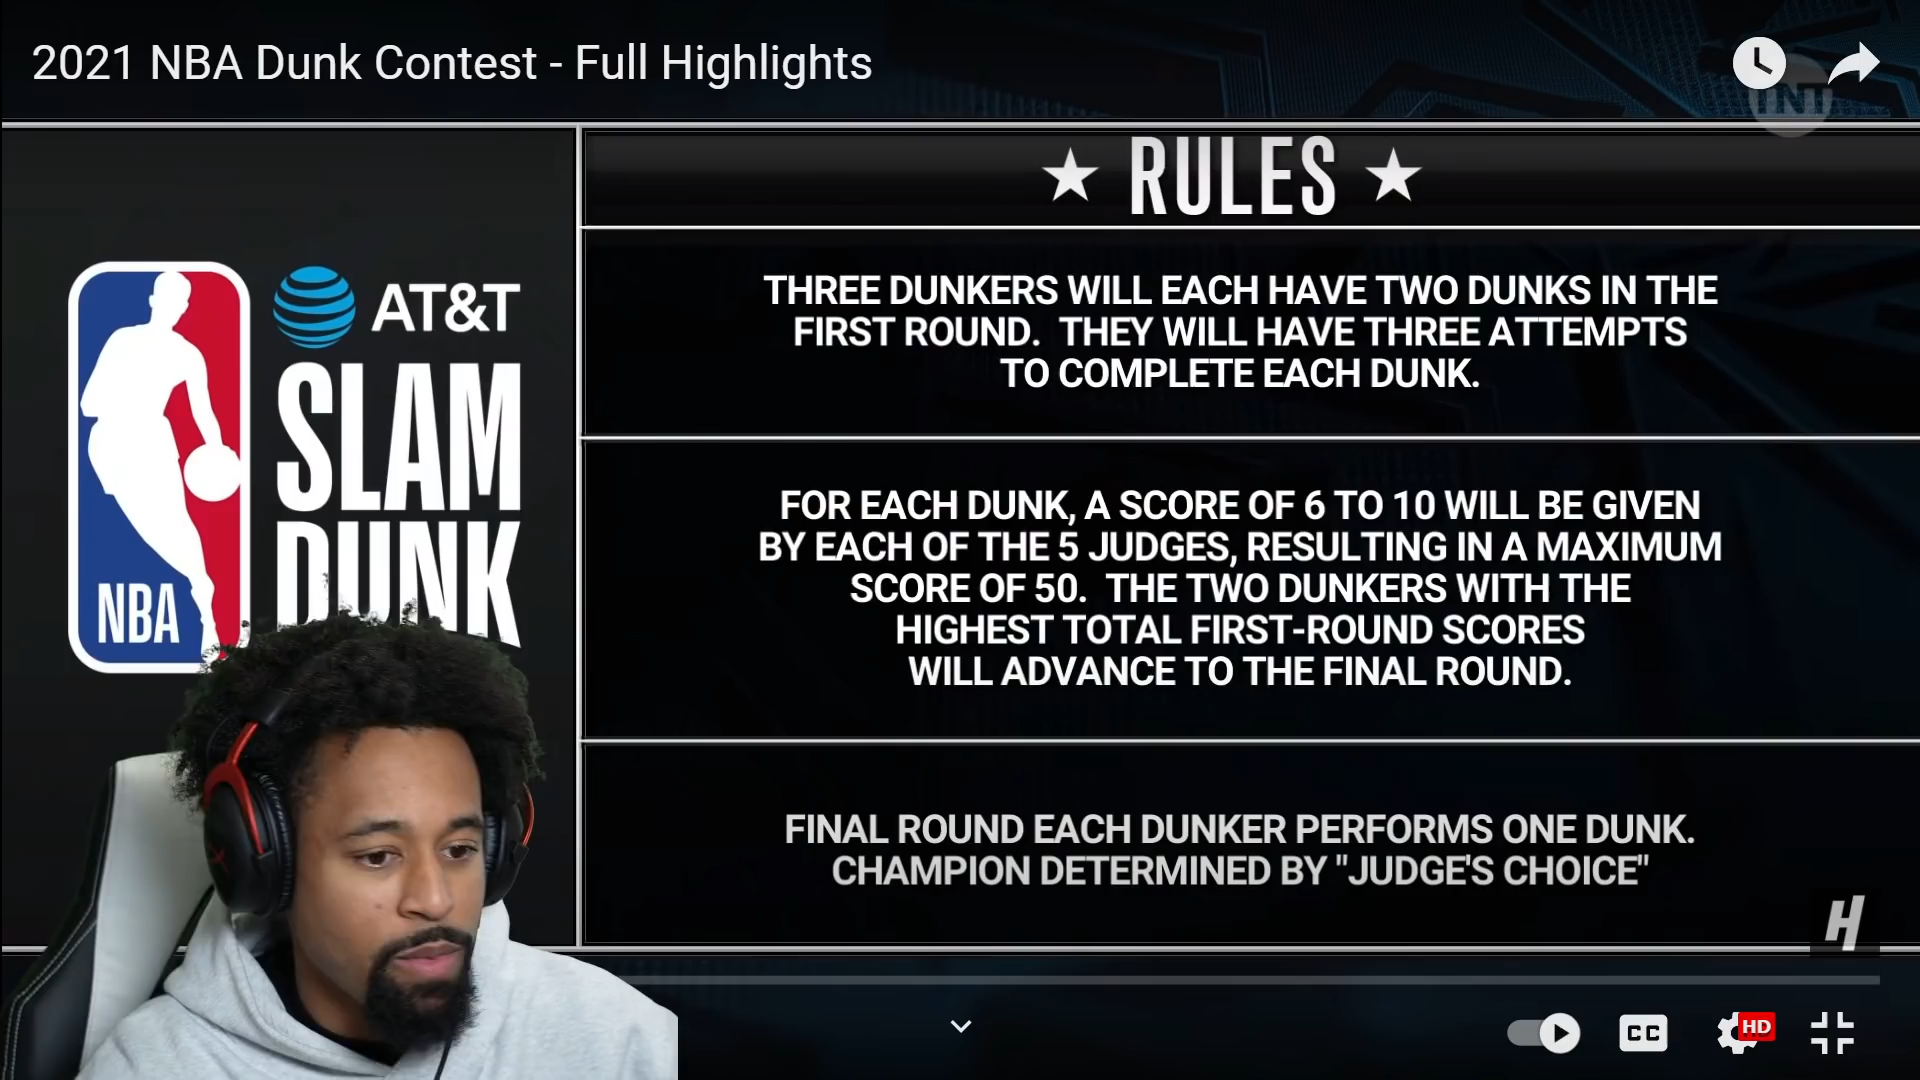 2021 NBA Dunk Contest - Full Highlights
TNT
★ RULES ★
THREE DUNKERS WILL EACH HAVE TWO DUNKS IN THE
FIRST ROUND. THEY WILL HAVE THREE ATTEMPTS
TO COMPLETE EACH DUNK.
AT&T
SLAM
DUNK
NBA
FOR EACH DUNK, A SCORE OF 6 TO 10 WILL BE GIVEN
BY EACH OF THE 5 JUDGES, RESULTING IN A MAXIMUM
SCORE OF 50. THE TWO DUNKERS WITH THE
HIGHEST TOTAL FIRST-ROUND SCORES
WILL ADVANCE TO THE FINAL ROUND.
FINAL ROUND EACH DUNKER PERFORMS ONE DUNK.
CHAMPION DETERMINED BY "JUDGE'S CHOICE"
H
CC
HD